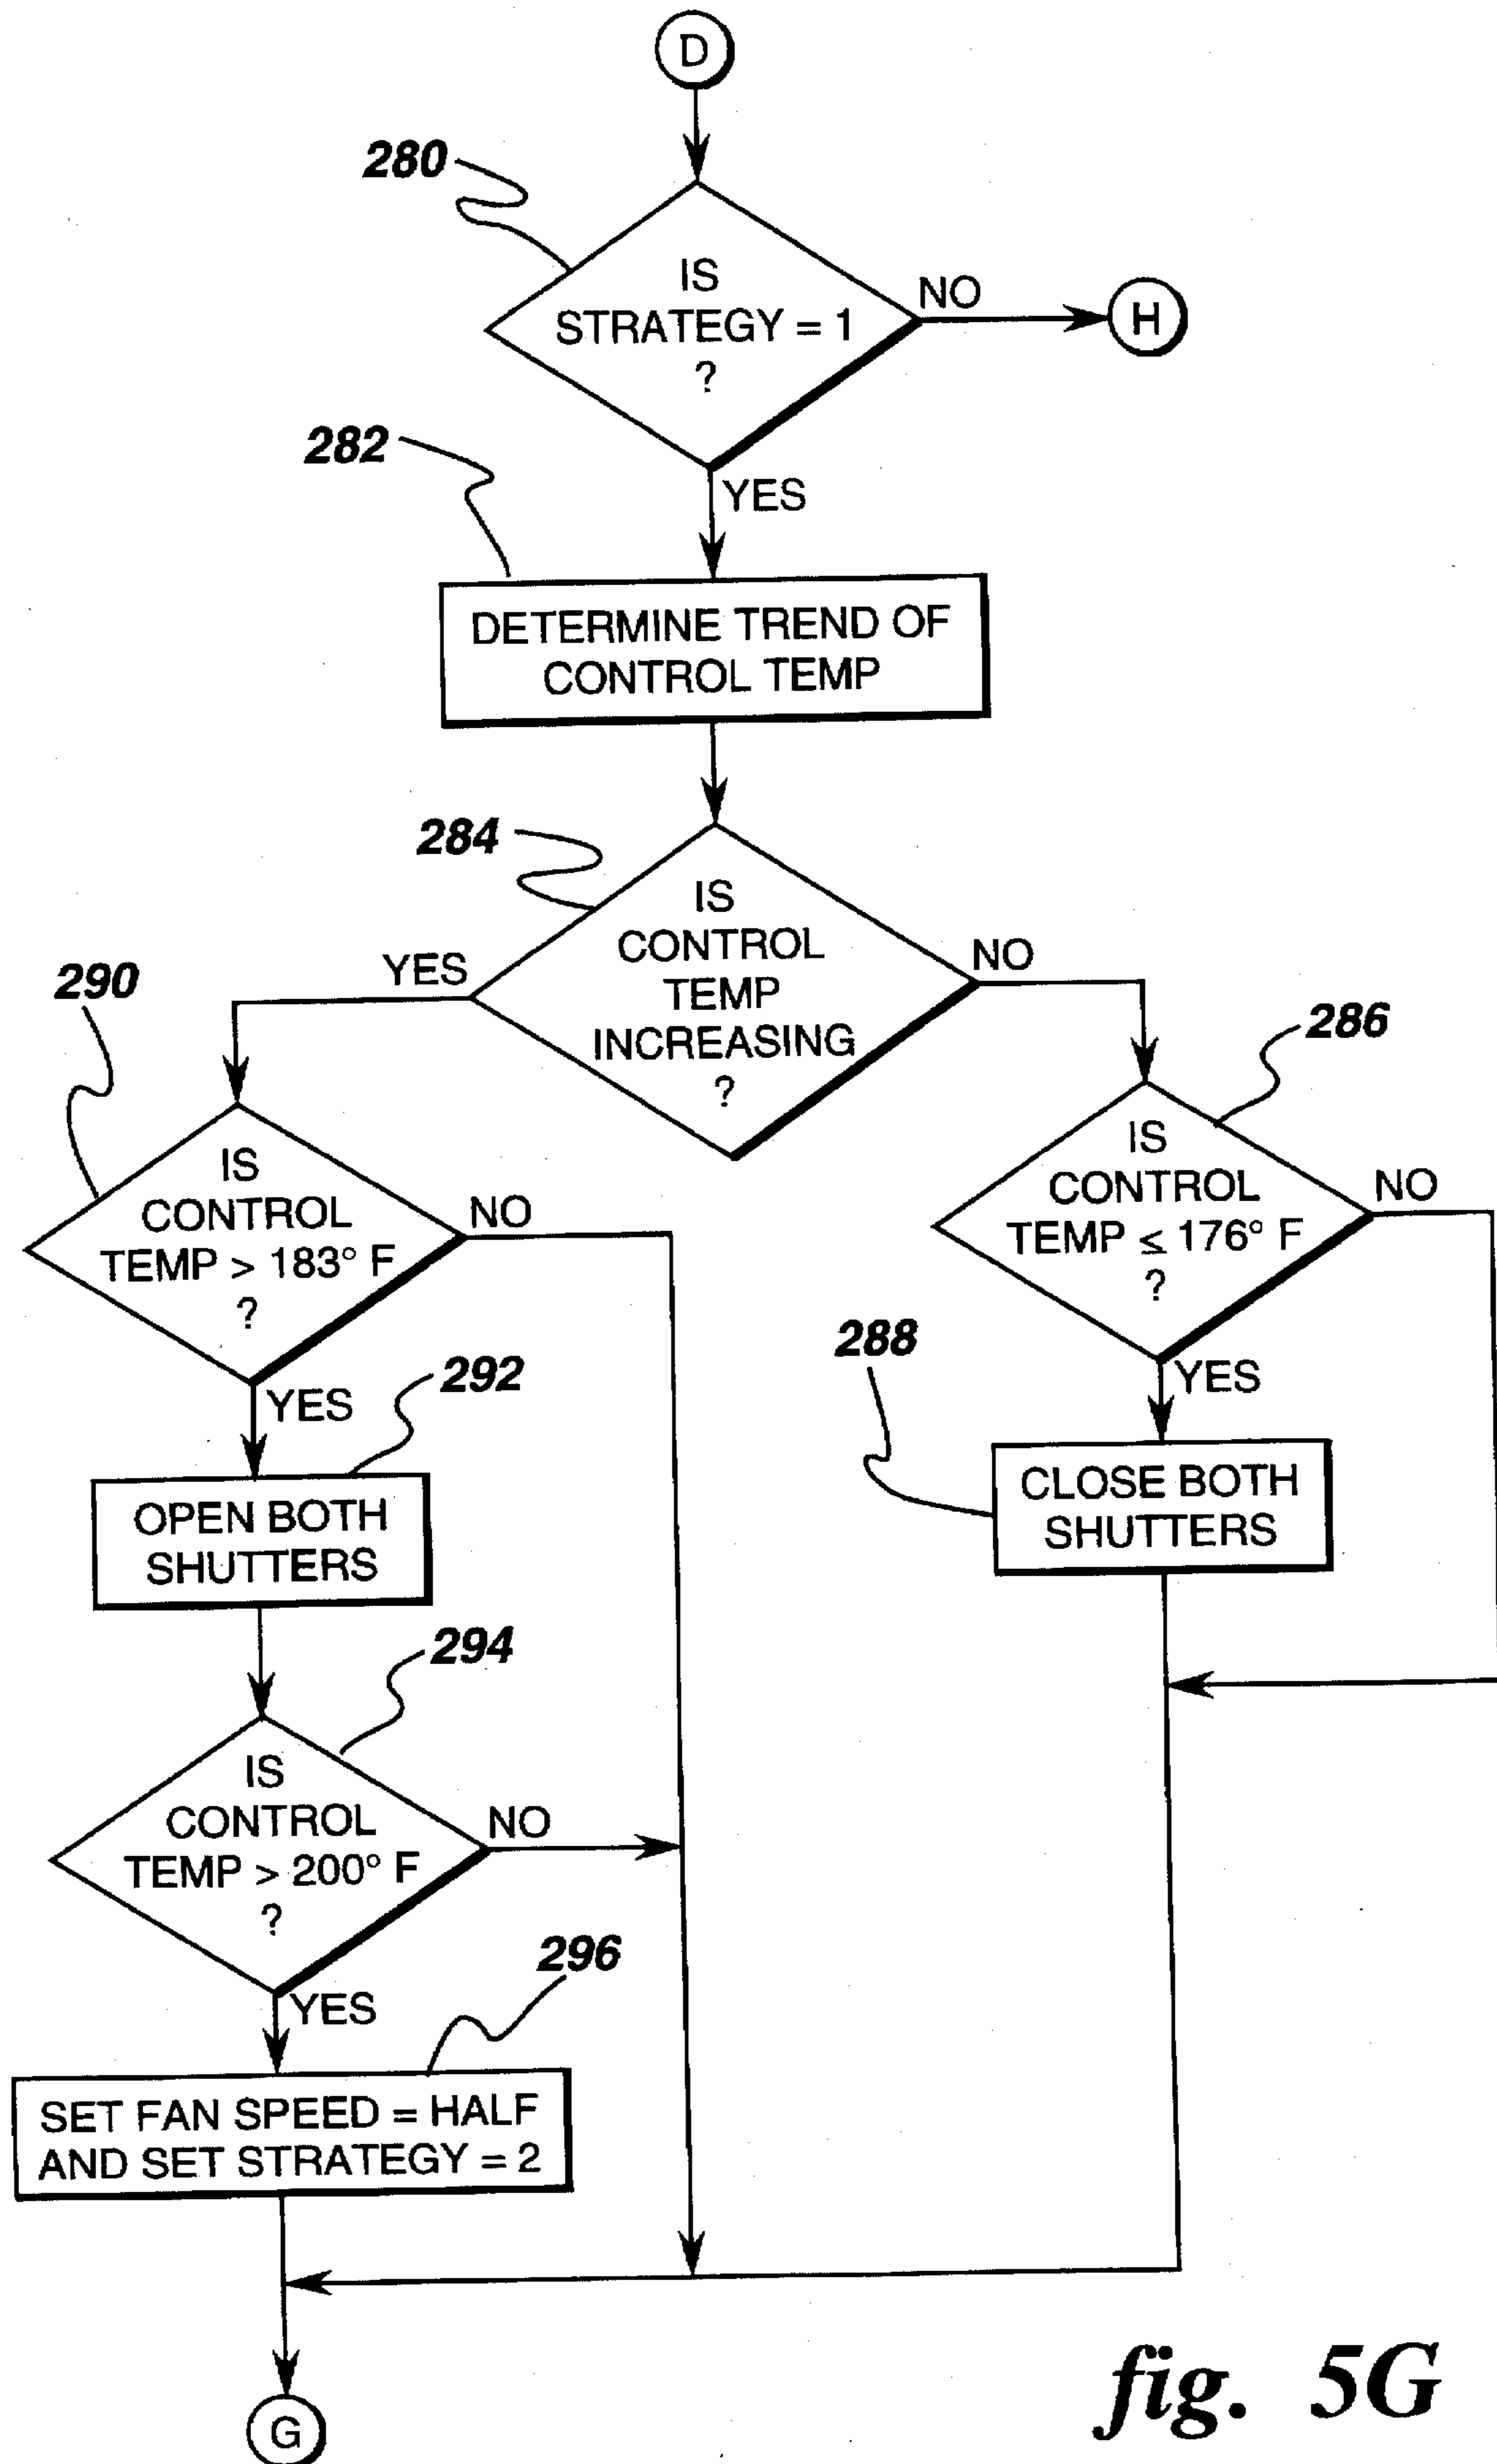 D
280
IS
STRATEGY = 1
?
NO
H
YES
282
DETERMINE TREND OF
CONTROL TEMP
284
IS
CONTROL
TEMP
INCREASING
?
YES
NO
290
IS
CONTROL
TEMP > 183° F
?
NO
YES
286
IS
CONTROL
TEMP ≤ 176° F
?
NO
YES
288
CLOSE BOTH
SHUTTERS
292
OPEN BOTH
SHUTTERS
294
IS
CONTROL
TEMP > 200° F
?
NO
YES
296
SET FAN SPEED = HALF
AND SET STRATEGY = 2
G
fig. 5G